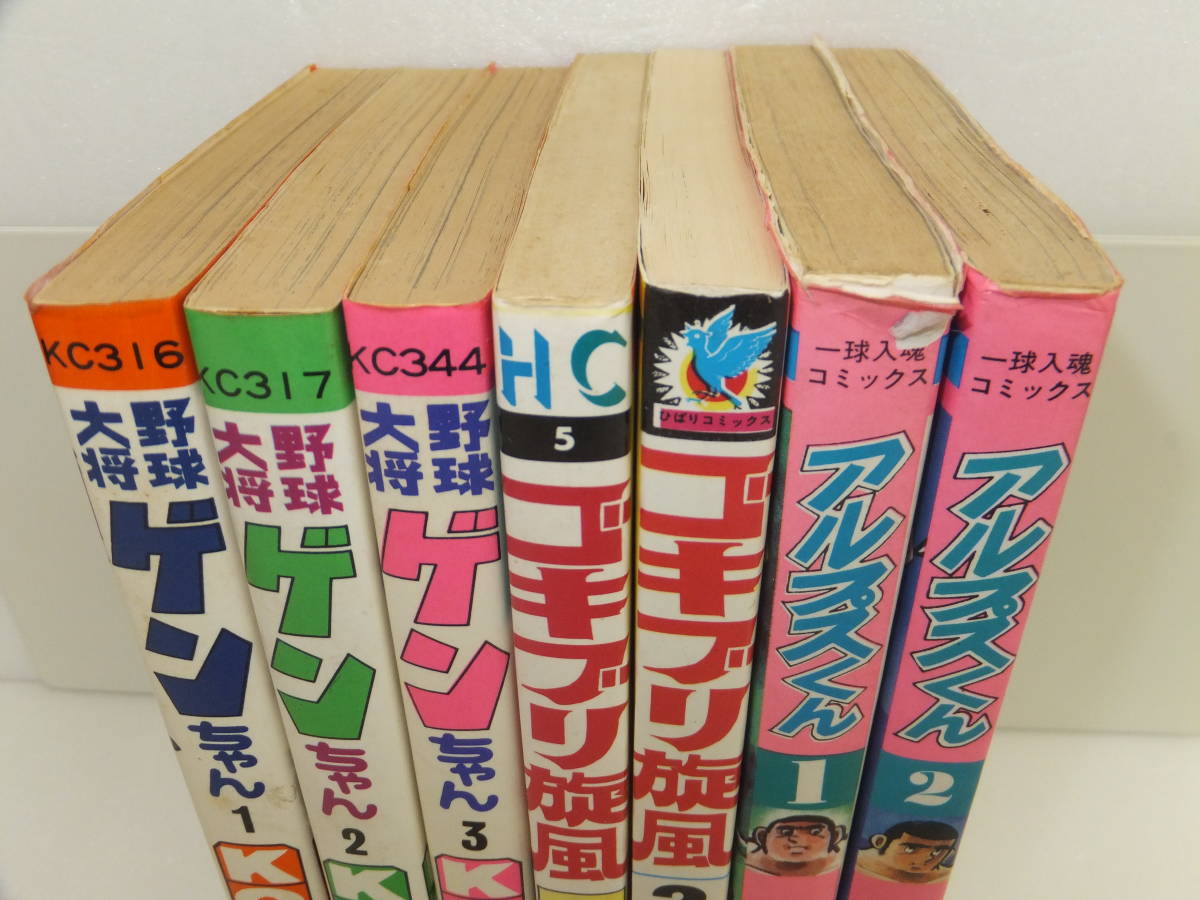 KC316
野球
大将
ゲン
ちゃん
1
KC317
野球
大将
ゲン
ちゃん
2
K
KC344
野球
大将
ゲン
ちゃん
3
K
HC
5
ゴキブリ旋風
ひばりコミックス
ゴキブリ旋風
一球入魂
コミックス
アルプスくん
1
一球入魂
コミックス
アルプスくん
2